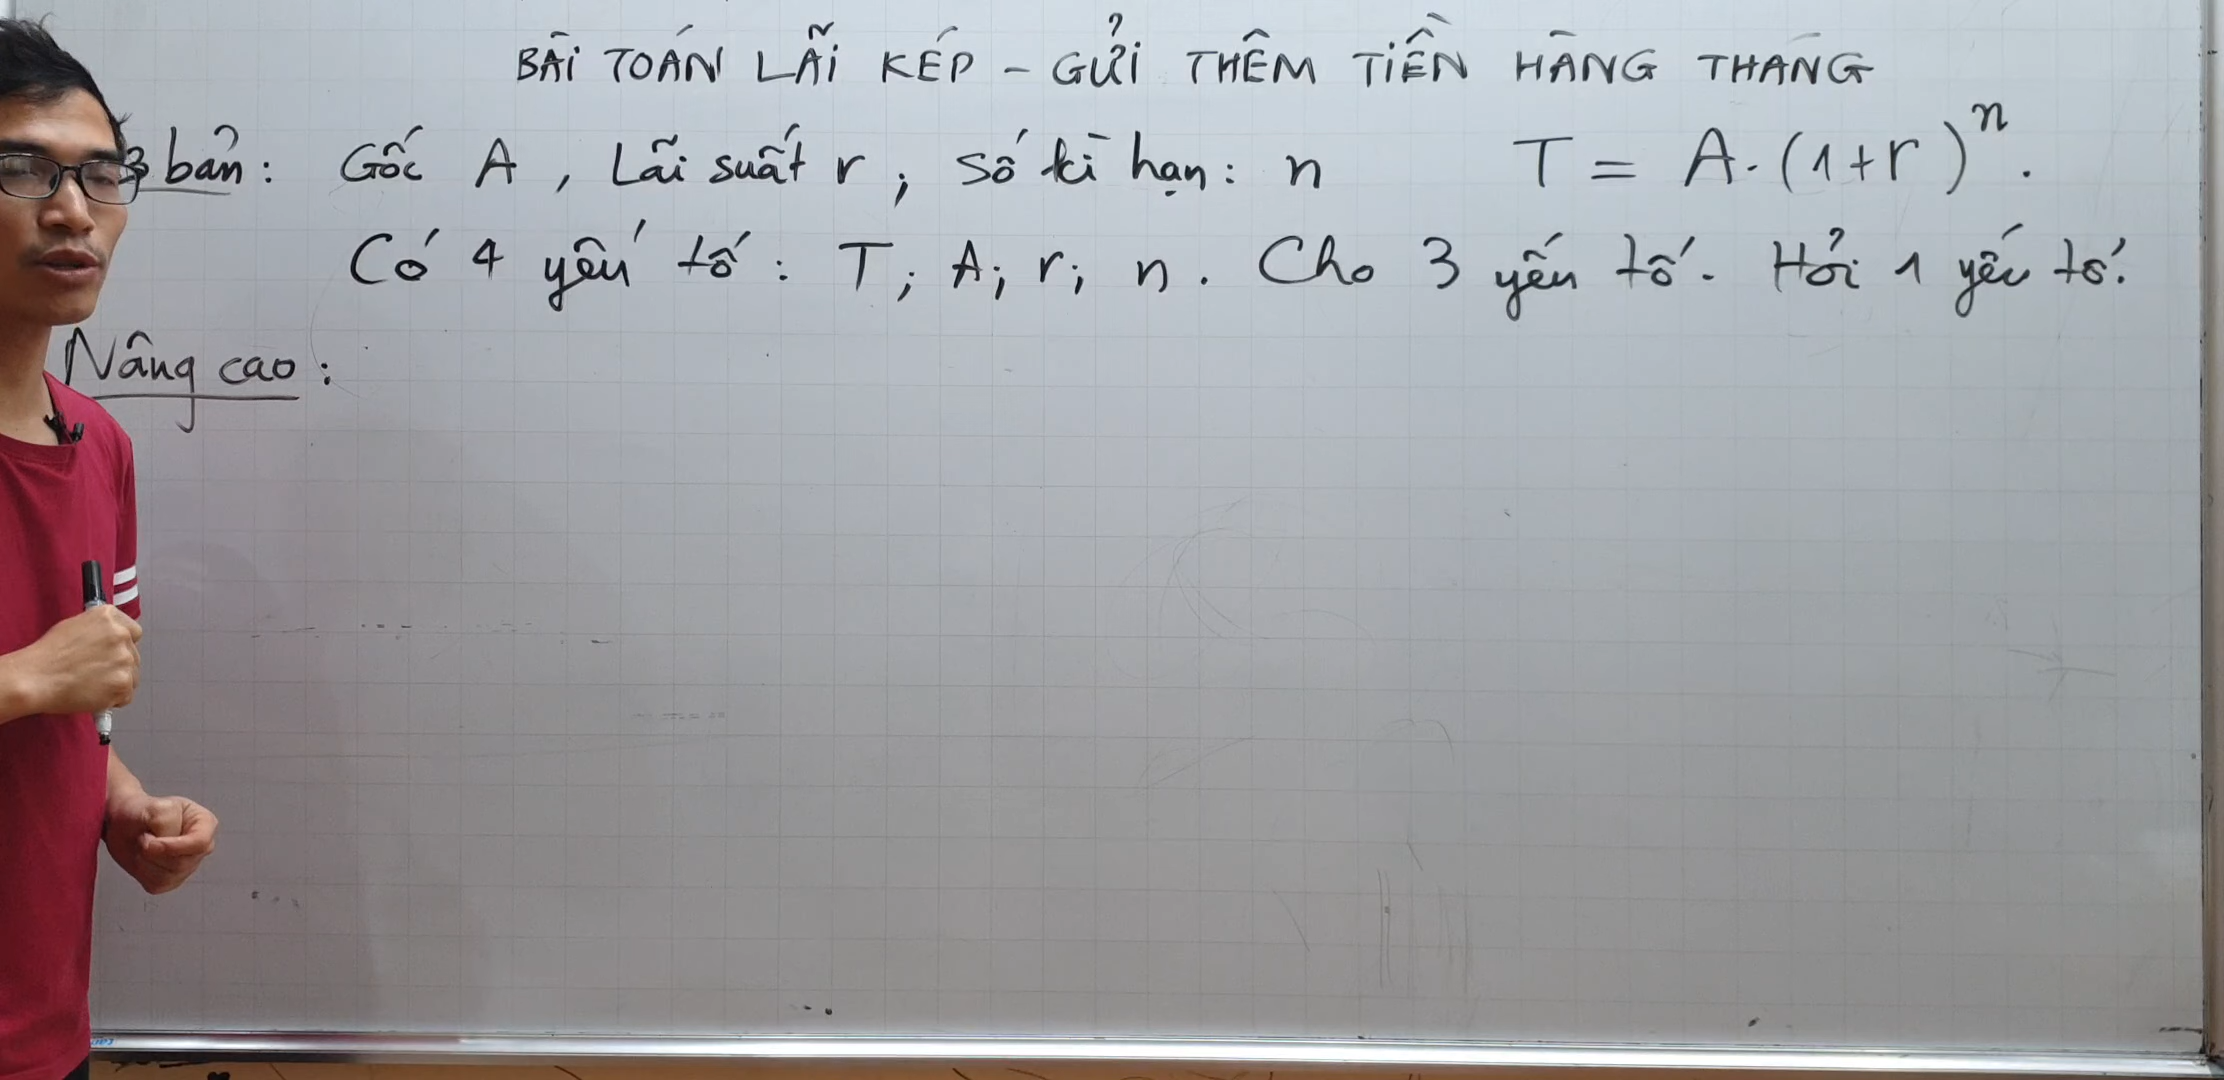 BÀI TOÁN LÃI KÉP - GỬI THÊM TIỀN HÀNG THÁNG
bản: Gốc A, Lãi suất r; số kì hạn: n T = A.(1+r)ⁿ.
Có 4 yếu tố: T; A; r; n. Cho 3 yếu tố. Hỏi 1 yếu tố.
Nâng cao: